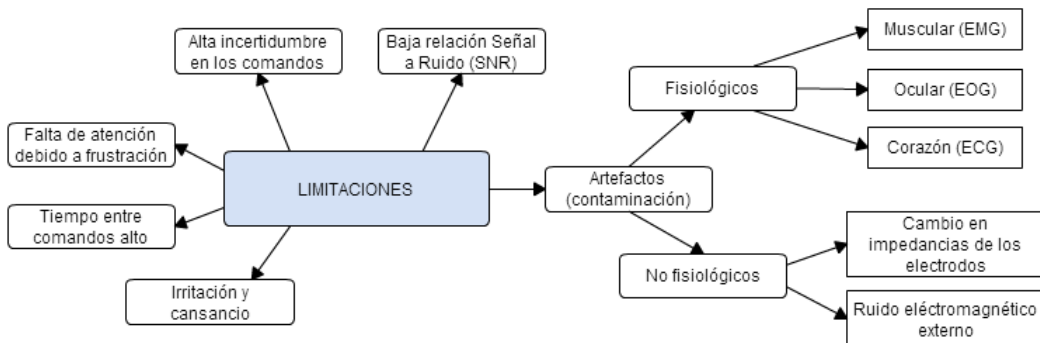 Alta incertidumbre
en los comandos
Baja relación Señal
a Ruido (SNR)
Falta de atención
debido a frustración
LIMITACIONES
Tiempo entre
comandos alto
Irritación y
cansancio
Artefactos
(contaminación)
Fisiológicos
Muscular (EMG)
Ocular (EOG)
Corazón (ECG)
No fisiológicos
Cambio en
impedancias de los
electrodos
Ruido eléctromagnético
externo